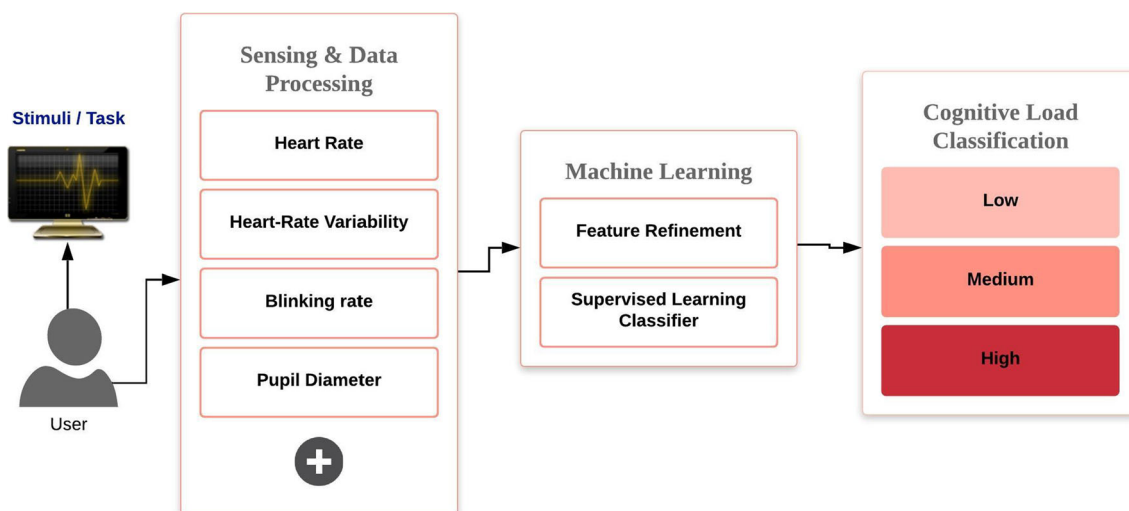 Stimuli / Task
User
Sensing & Data
Processing
Heart Rate
Heart-Rate Variability
Blinking rate
Pupil Diameter
Machine Learning
Feature Refinement
Supervised Learning
Classifier
Cognitive Load
Classification
Low
Medium
High